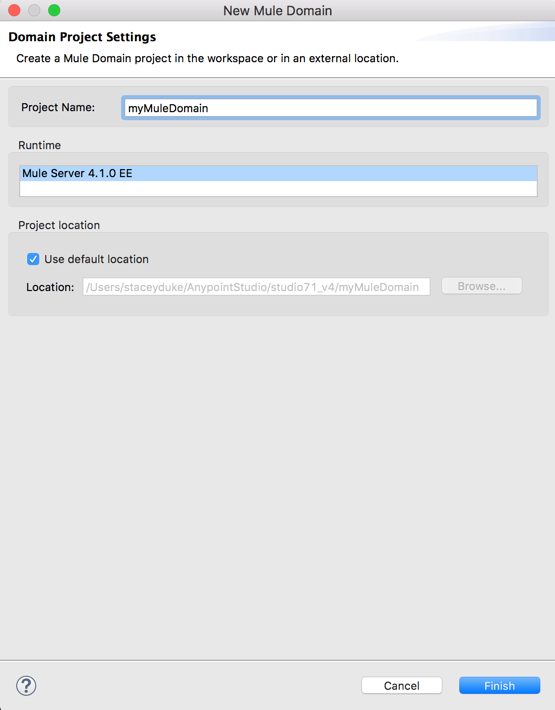 New Mule Domain
Domain Project Settings
Create a Mule Domain project in the workspace or in an external location.
Project Name: myMuleDomain
Runtime
Mule Server 4.1.0 EE
Project location
Use default location
Location: /Users/staceyduke/AnypointStudio/studio71_v4/myMuleDomain Browse...
? Cancel Finish